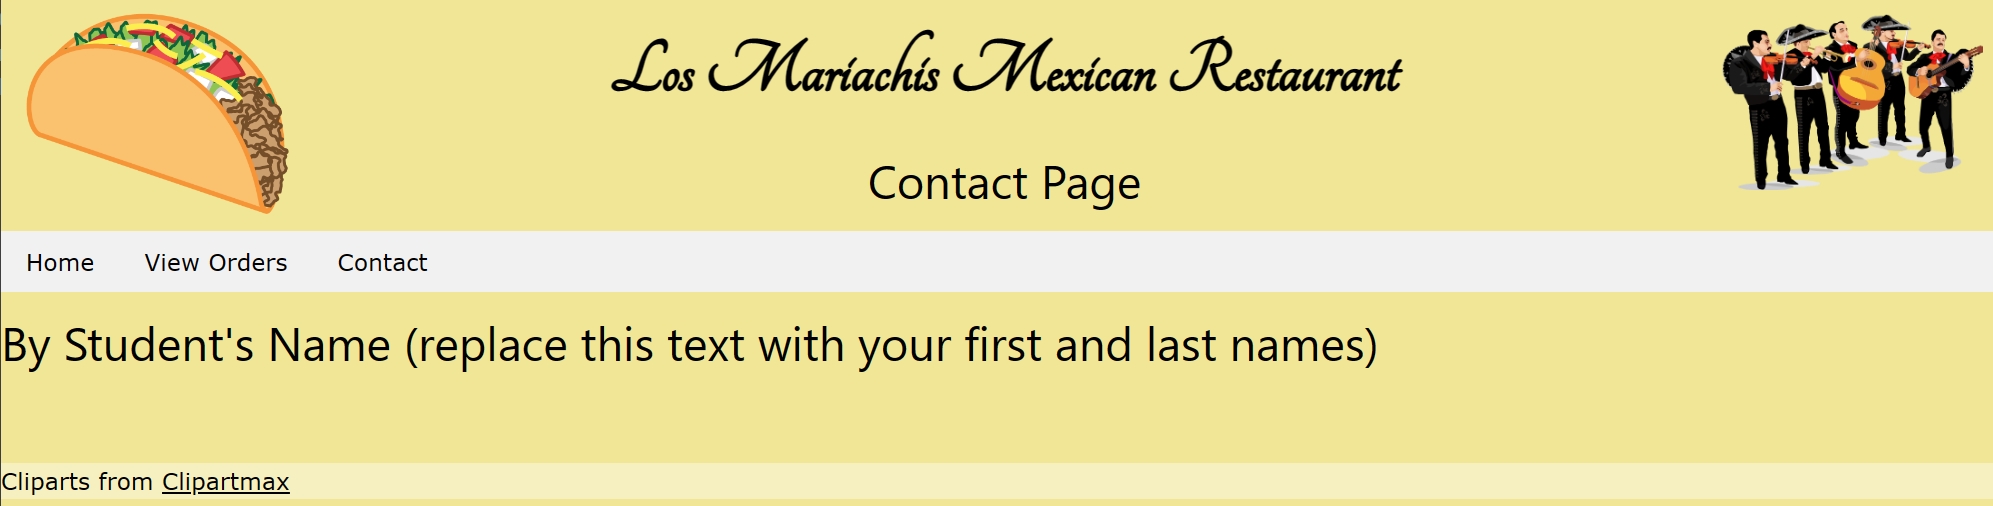 Los Mariachis Mexican Restaurant
Contact Page
Home View Orders Contact
By Student's Name (replace this text with your first and last names)
Cliparts from Clipartmax